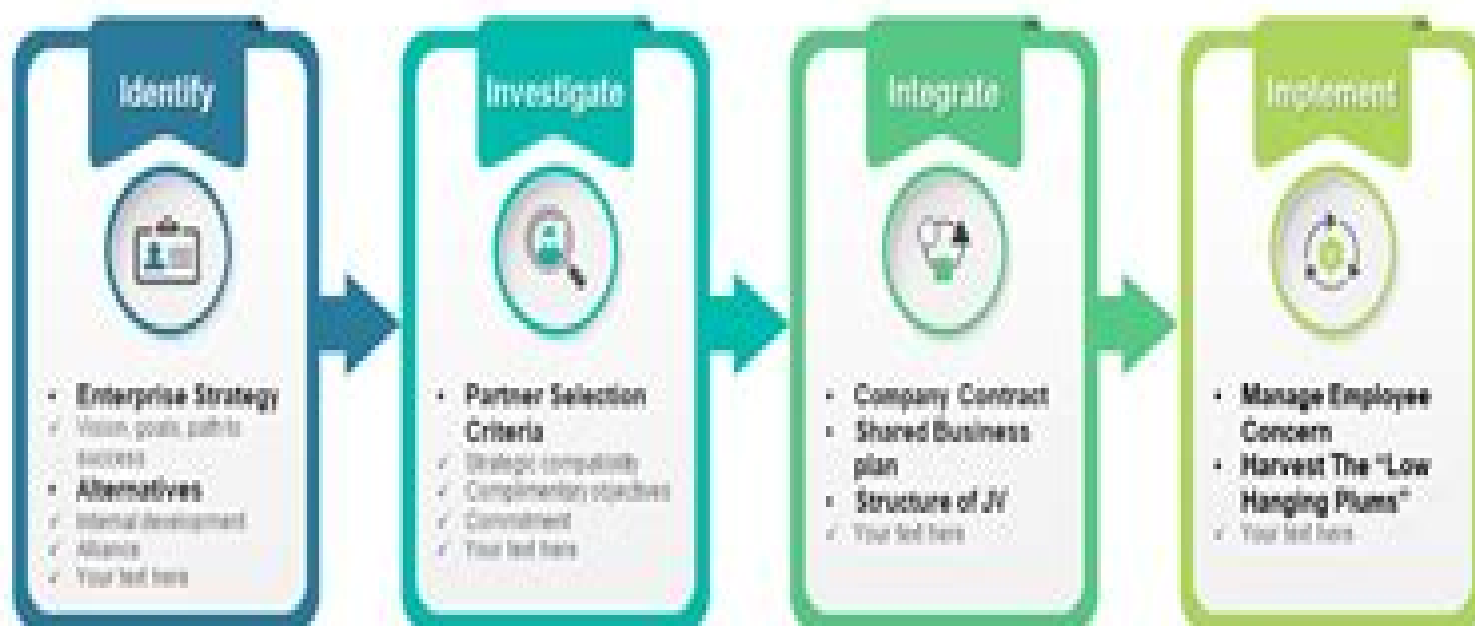 Identify
• Enterprise Strategy
✓ Vision, goals, path to
success
• Alternatives
✓ Internal development
✓ Alliance
✓ Your text here
Investigate
• Partner Selection
Criteria
✓ Strategic compatibility
✓ Complimentary objectives
✓ Commitment
✓ Your text here
Integrate
• Company Contract
• Shared Business
plan
• Structure of JV
✓ Your text here
Implement
• Manage Employee
Concern
• Harvest The “Low
Hanging Plums”
✓ Your text here